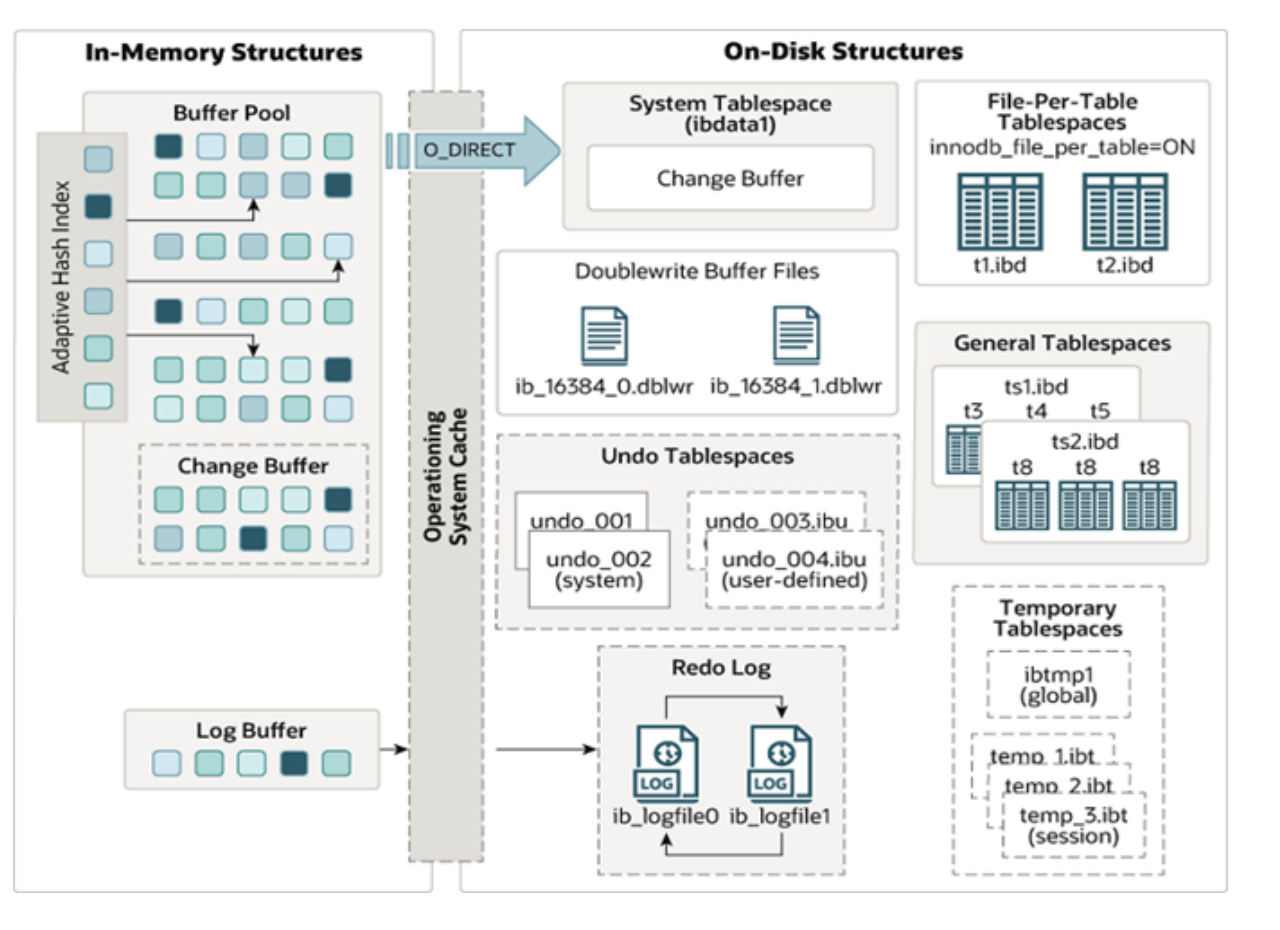 In-Memory Structures
Buffer Pool
Adaptive Hash Index
Change Buffer
Log Buffer
Operationing
System Cache
O_DIRECT
On-Disk Structures
System Tablespace
(ibdata1)
Change Buffer
Doublewrite Buffer Files
ib_16384_0.dblwr
ib_16384_1.dblwr
Undo Tablespaces
undo_001
undo_002
(system)
undo_003.ibu
undo_004.ibu
(user-defined)
Redo Log
LOG
LOG
ib_logfile0
ib_logfile1
File-Per-Table
Tablespaces
innodb_file_per_table=ON
t1.ibd
t2.ibd
General Tablespaces
ts1.ibd
t3 t4 t5
ts2.ibd
t8 t8 t8
Temporary
Tablespaces
ibtmp1
(global)
temp_1.ibt
temp_2.ibt
temp_3.ibt
(session)